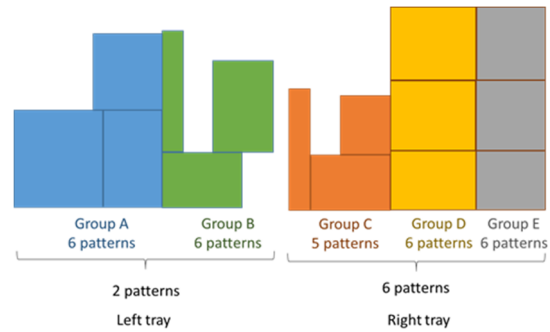 Group A
6 patterns
Group B
6 patterns
Group C
5 patterns
Group D
6 patterns
Group E
6 patterns
2 patterns
Left tray
6 patterns
Right tray